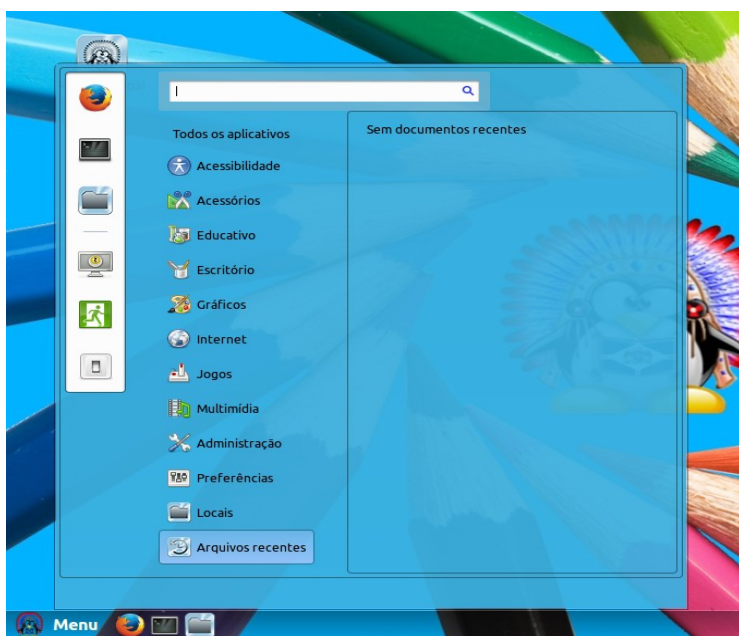 Todos os aplicativos
Acessibilidade
Acessórios
Educativo
Escritório
Gráficos
Internet
Jogos
Multimídia
Administração
Preferências
Locais
Arquivos recentes
Sem documentos recentes
Menu